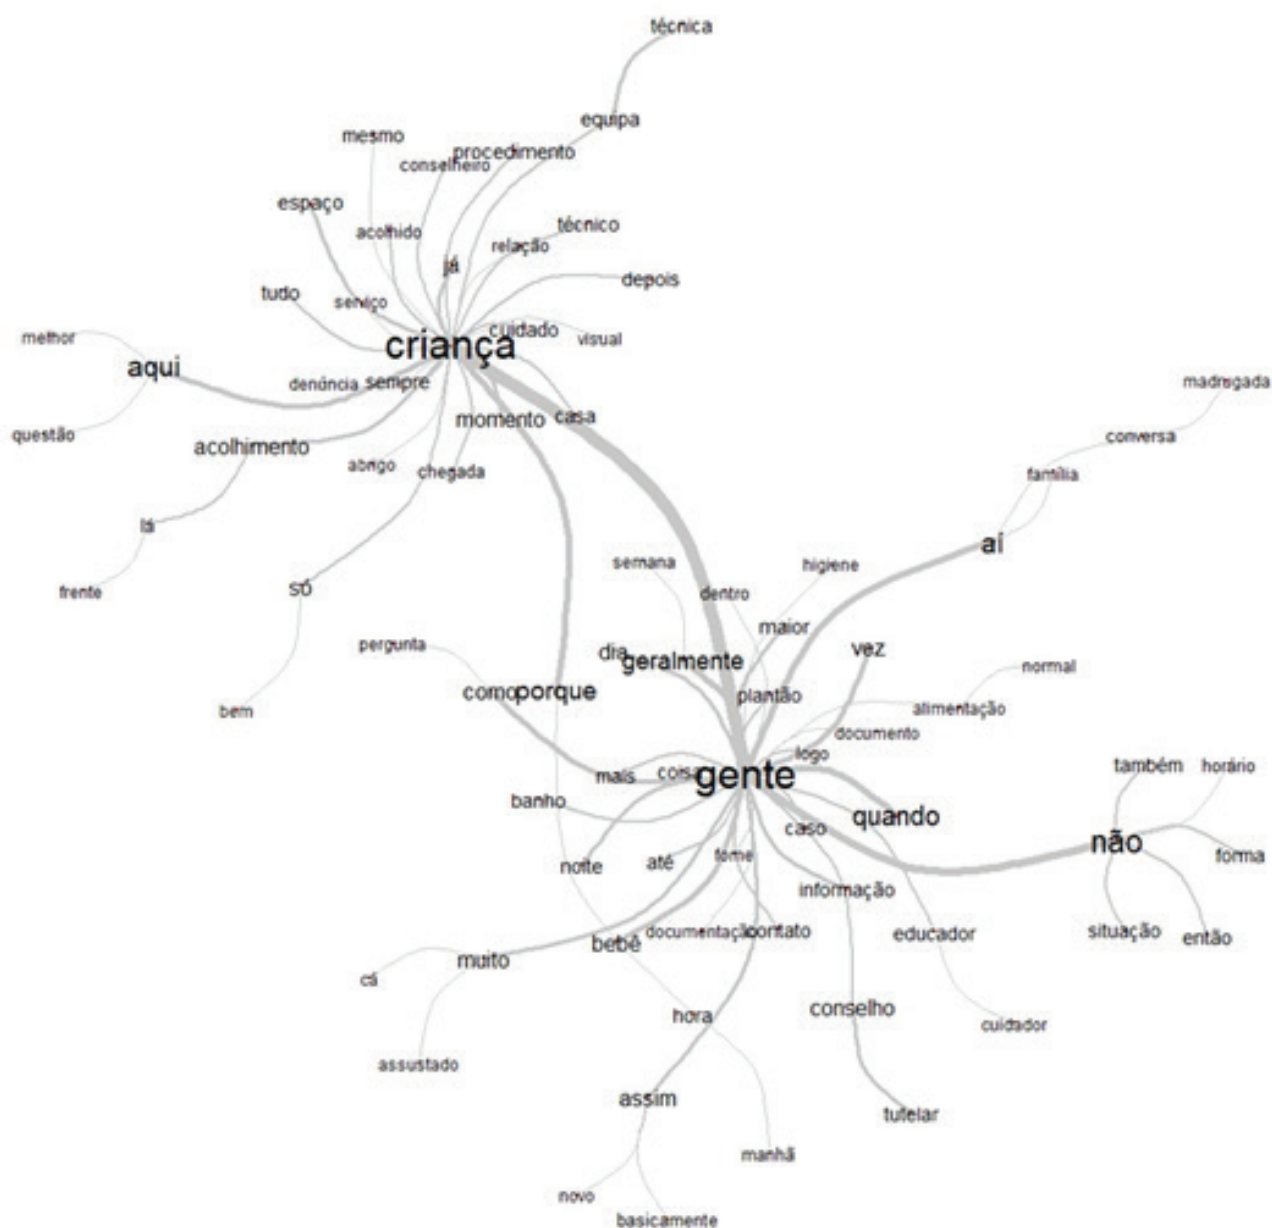 técnica
equipa
mesmo
procedimento
conselheiro
espaço
técnico
acolhido
relação
já
depois
tudo
serviço
cuidado
visual
melhor
criança
aqui
denúncia
sempre
madrugada
momento
casa
questão
conversa
acolhimento
abrigo
chegada
família
lá
aí
semana
higiene
frente
só
dentro
maior
pergunta
dia
geralmente
vez
normal
como
porque
plantão
bem
alimentação
documento
logo
mais
coisa
gente
também
horário
banho
quando
caso
não
noite
até
fome
forma
informação
documentação
contato
educador
situação
então
bebê
muito
cá
hora
conselho
cuidador
assustado
assim
tutelar
manhã
novo
basicamente